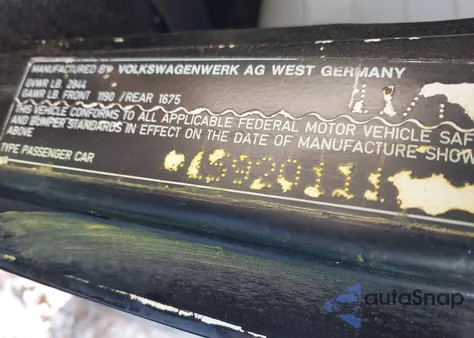 MANUFACTURED BY VOLKSWAGENWERK AG WEST GERMANY
GVWR LB. 2844
GAWR LB. FRONT 1190 /REAR 1675
THIS VEHICLE CONFORMS TO ALL APPLICABLE FEDERAL MOTOR VEHICLE SAF
AND BUMPER STANDARDS IN EFFECT ON THE DATE OF MANUFACTURE SHOW
ABOVE
TYPE PASSENGER CAR
autaSnap